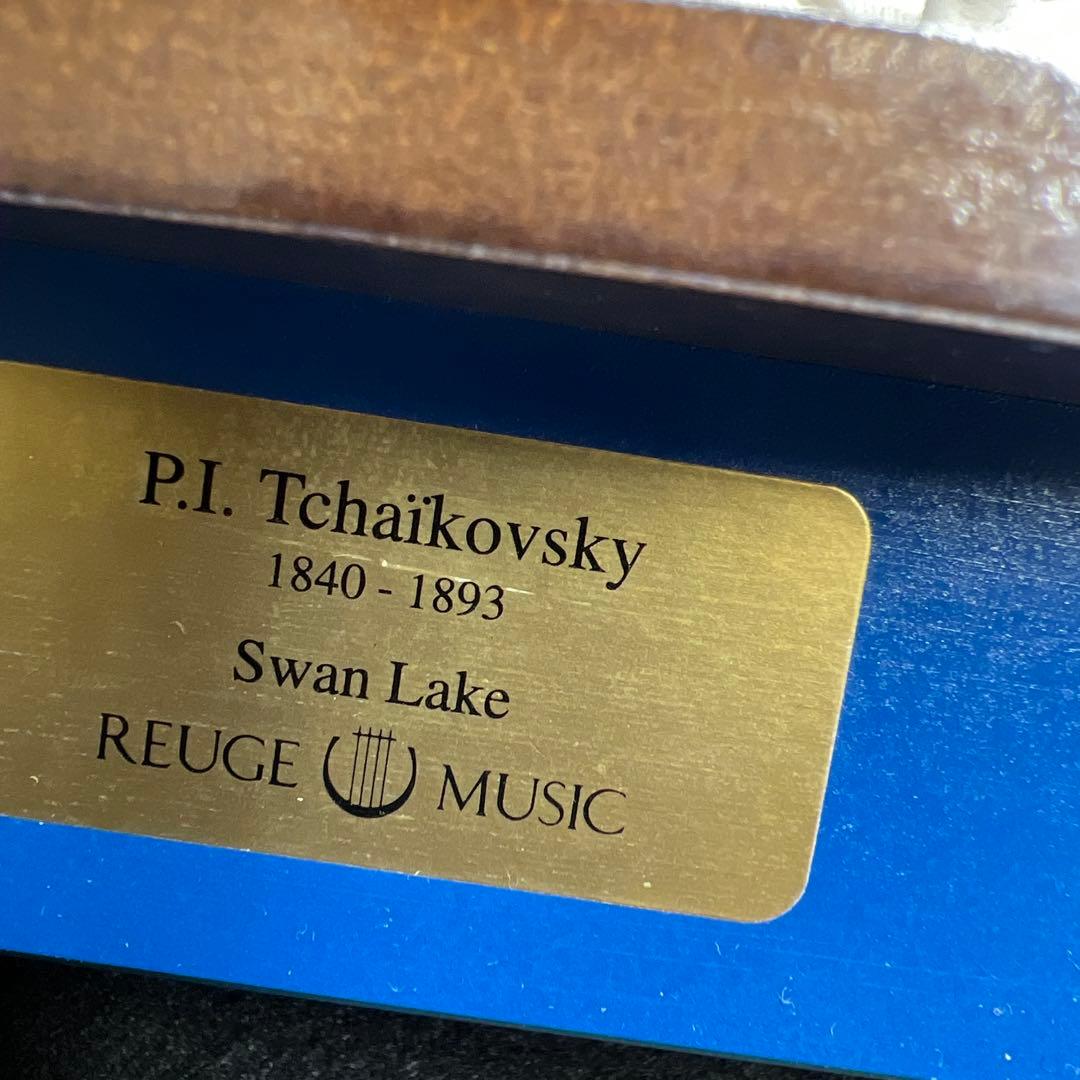 P.I. Tchaïkovsky
1840 - 1893
Swan Lake
REUGE MUSIC